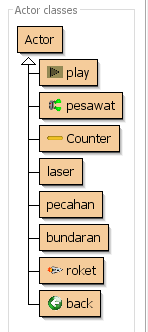 Actor classes
Actor
play
pesawat
Counter
laser
pecahan
bundaran
roket
back